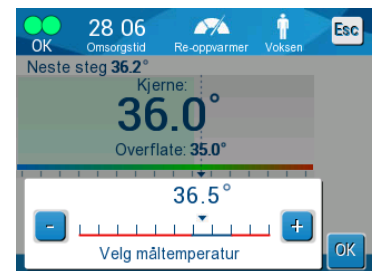 28 06
Esc
OK
Omsorgstid
Re-oppvarmer
Voksen
Neste steg 36.2°
Kjerne:
36.0°
Overflate: 35.0°
36.5°
-
+
Velg måltemperatur
OK